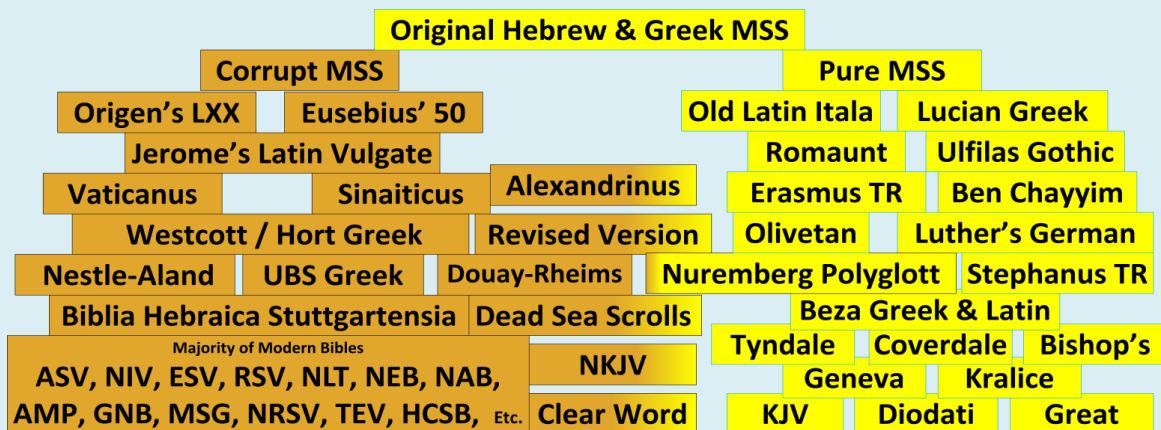 Original Hebrew & Greek MSS
Corrupt MSS
Pure MSS
Origen's LXX
Eusebius' 50
Old Latin Itala
Lucian Greek
Jerome's Latin Vulgate
Romaunt
Ulfilas Gothic
Vaticanus
Sinaiticus
Alexandrinus
Erasmus TR
Ben Chayyim
Westcott / Hort Greek
Revised Version
Olivetan
Luther's German
Nestle-Aland
UBS Greek
Douay-Rheims
Nuremberg Polyglott
Stephanus TR
Biblia Hebraica Stuttgartensia
Dead Sea Scrolls
Beza Greek & Latin
Majority of Modern Bibles
ASV, NIV, ESV, RSV, NLT, NEB, NAB,
AMP, GNB, MSG, NRSV, TEV, HCSB, Etc.
NKJV
Clear Word
Tyndale
Coverdale
Bishop's
Geneva
Kralice
KJV
Diodati
Great